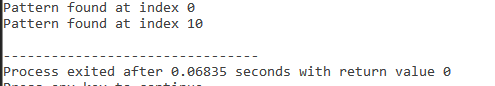 Pattern found at index 0
Pattern found at index 10
--------------------------------
Process exited after 0.06835 seconds with return value 0